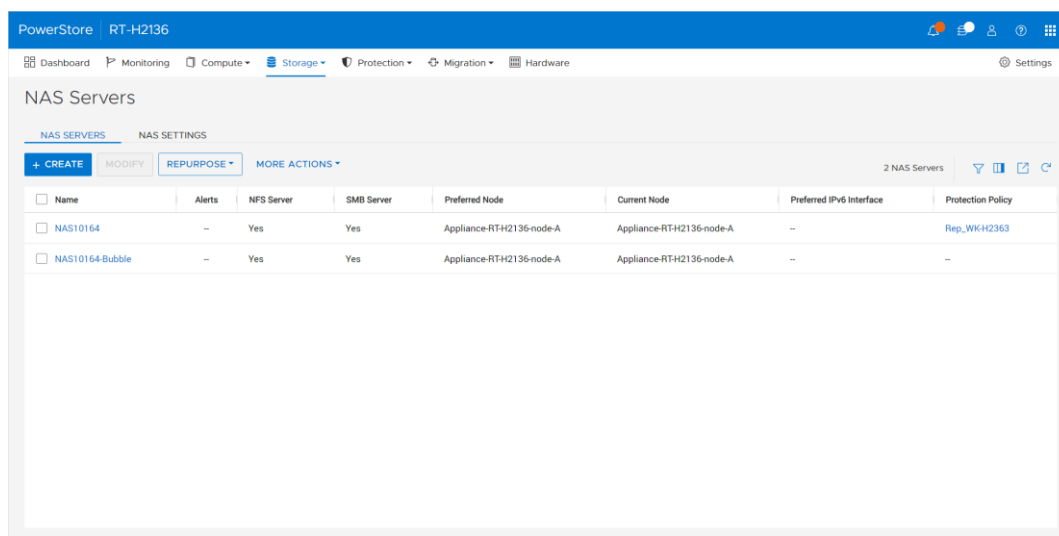 PowerStore RT-H2136
Dashboard Monitoring Compute Storage Protection Migration Hardware Settings
NAS Servers
NAS SERVERS NAS SETTINGS
+ CREATE MODIFY REPURPOSE MORE ACTIONS 2 NAS Servers
Name Alerts NFS Server SMB Server Preferred Node Current Node Preferred IPv6 Interface Protection Policy
NAS10164 -- Yes Yes Appliance-RT-H2136-node-A Appliance-RT-H2136-node-A -- Rep_WK-H2363
NAS10164-Bubble -- Yes Yes Appliance-RT-H2136-node-A Appliance-RT-H2136-node-A -- --